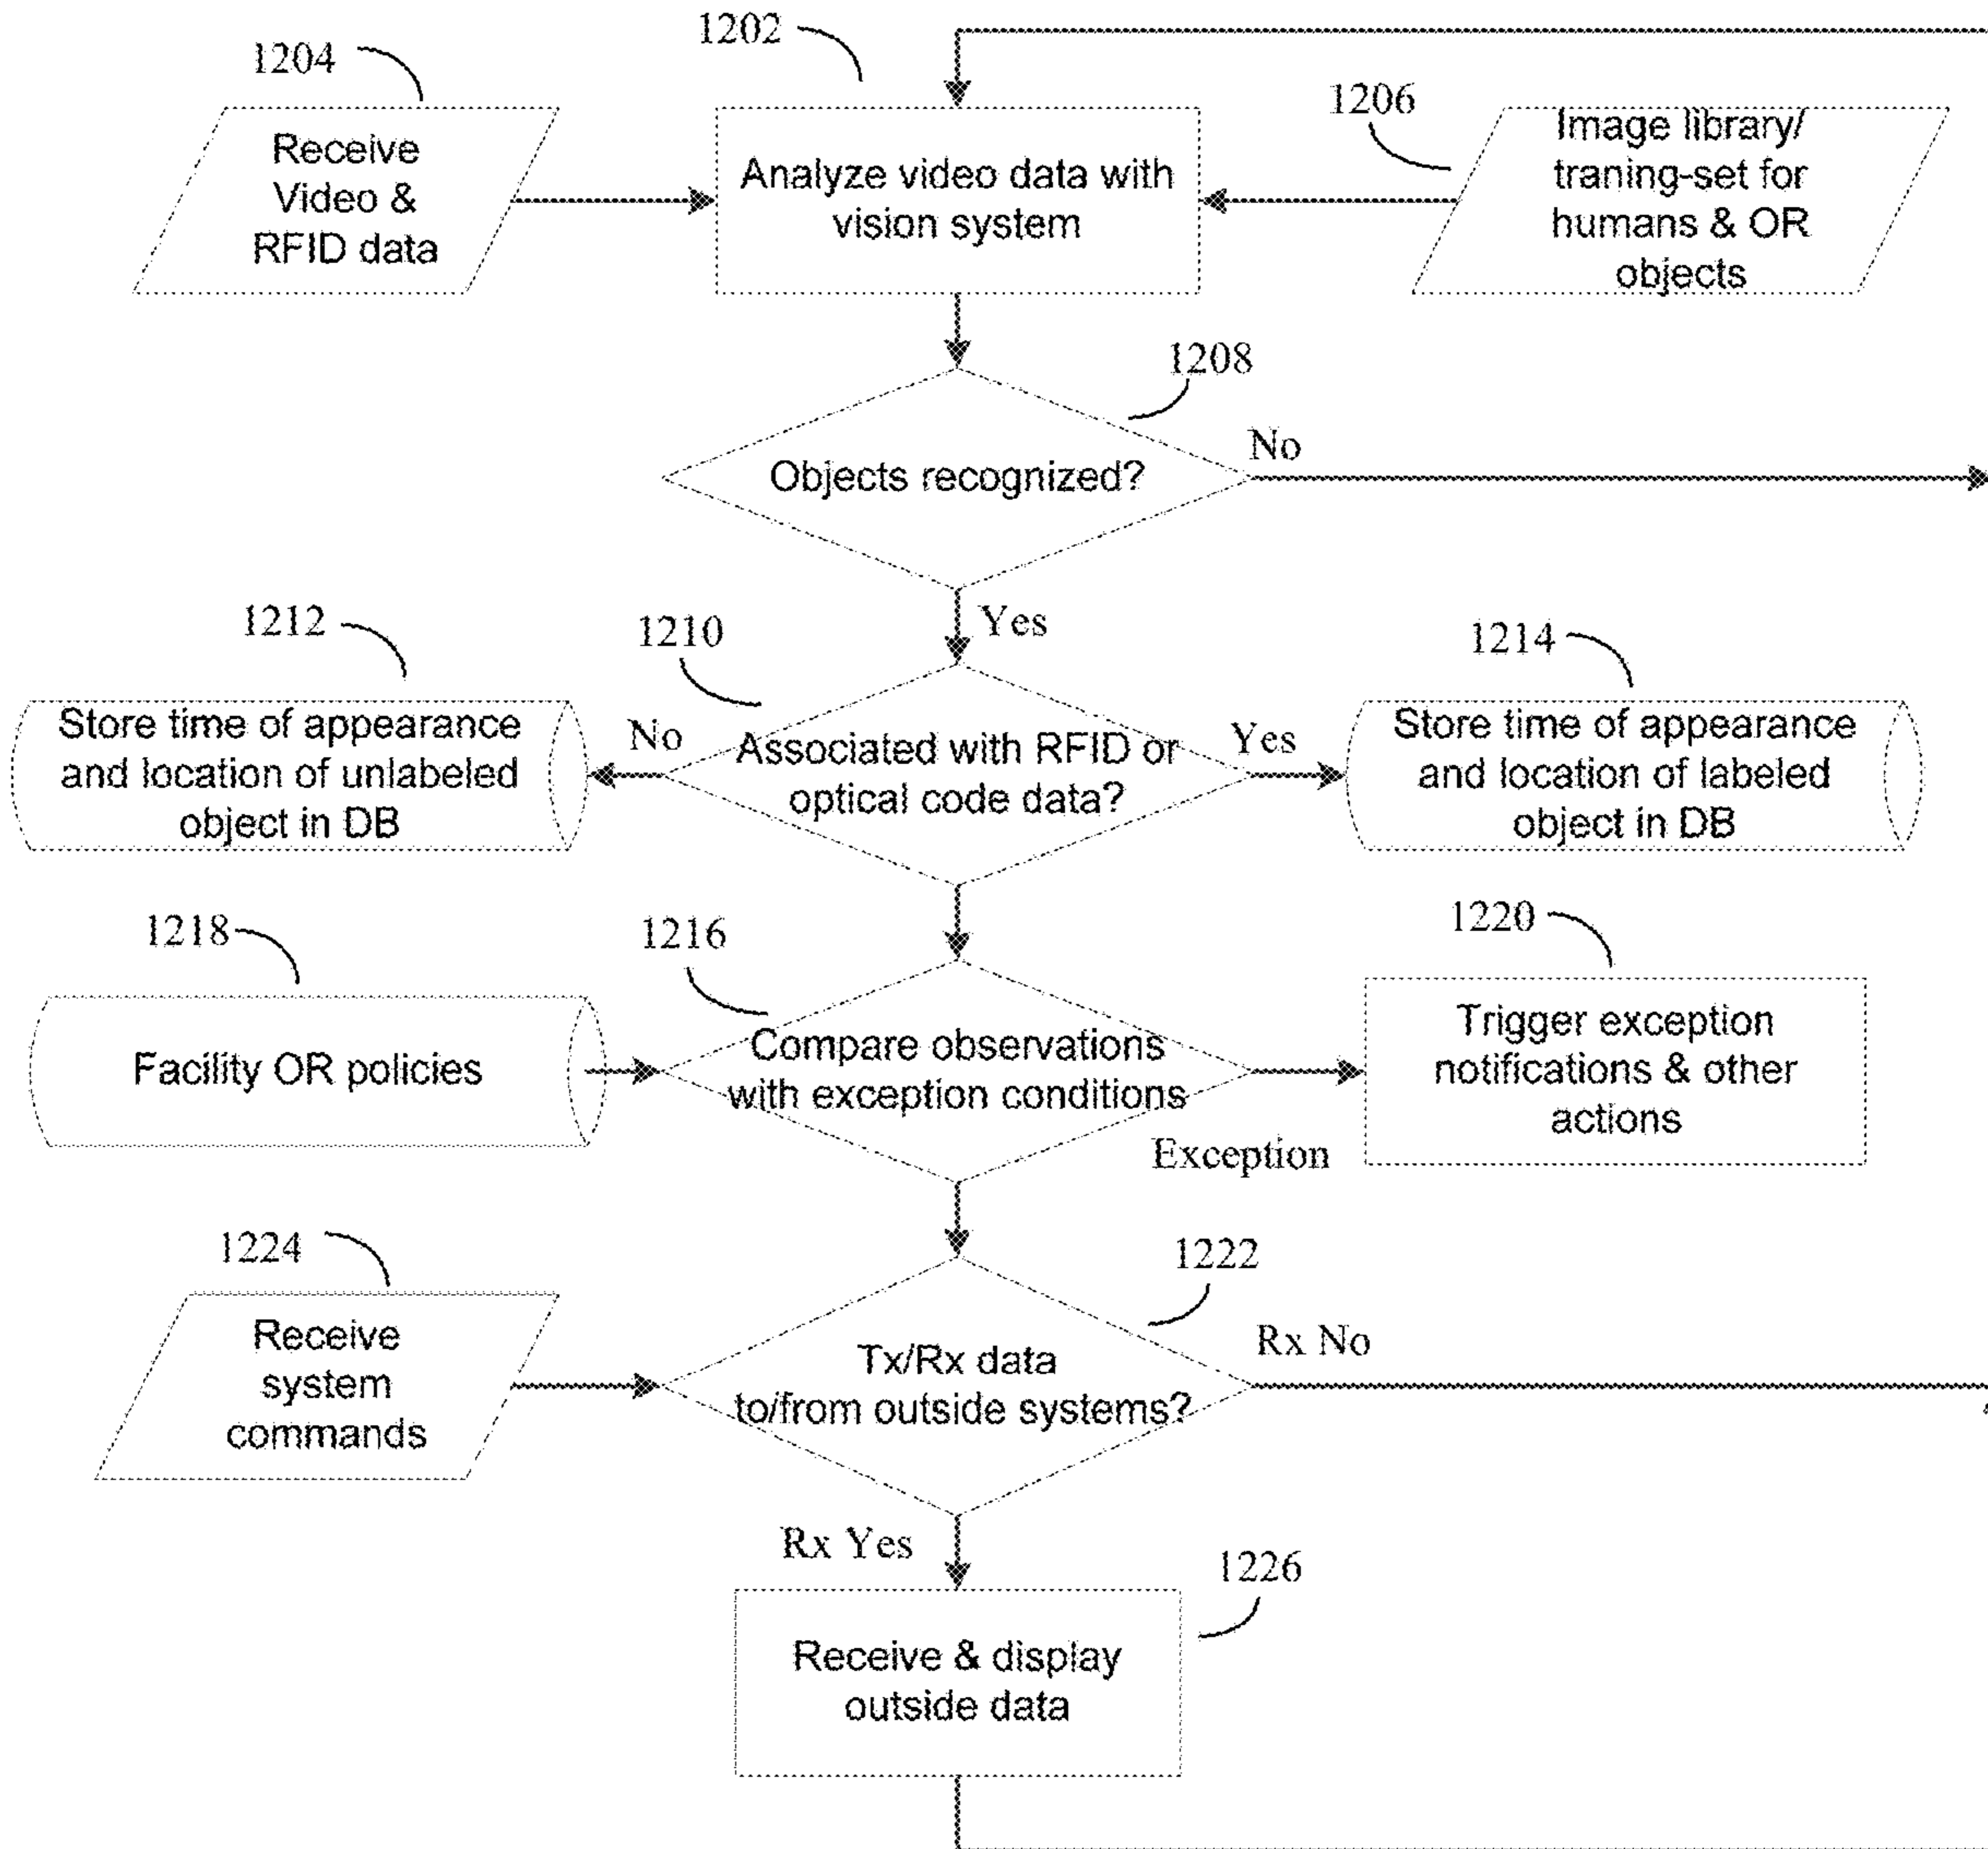 1202
1204
1206
Receive
Video &
RFID data
Analyze video data with
vision system
Image library/
traning-set for
humans & OR
objects
1208
Objects recognized?
No
Yes
1212
1210
1214
Store time of appearance
and location of unlabeled
object in DB
No
Associated with RFID or
optical code data?
Yes
Store time of appearance
and location of labeled
object in DB
1218
1216
1220
Facility OR policies
Compare observations
with exception conditions
Trigger exception
notifications & other
actions
Exception
1224
1222
Receive
system
commands
Tx/Rx data
to/from outside systems?
Rx No
Rx Yes
1226
Receive & display
outside data